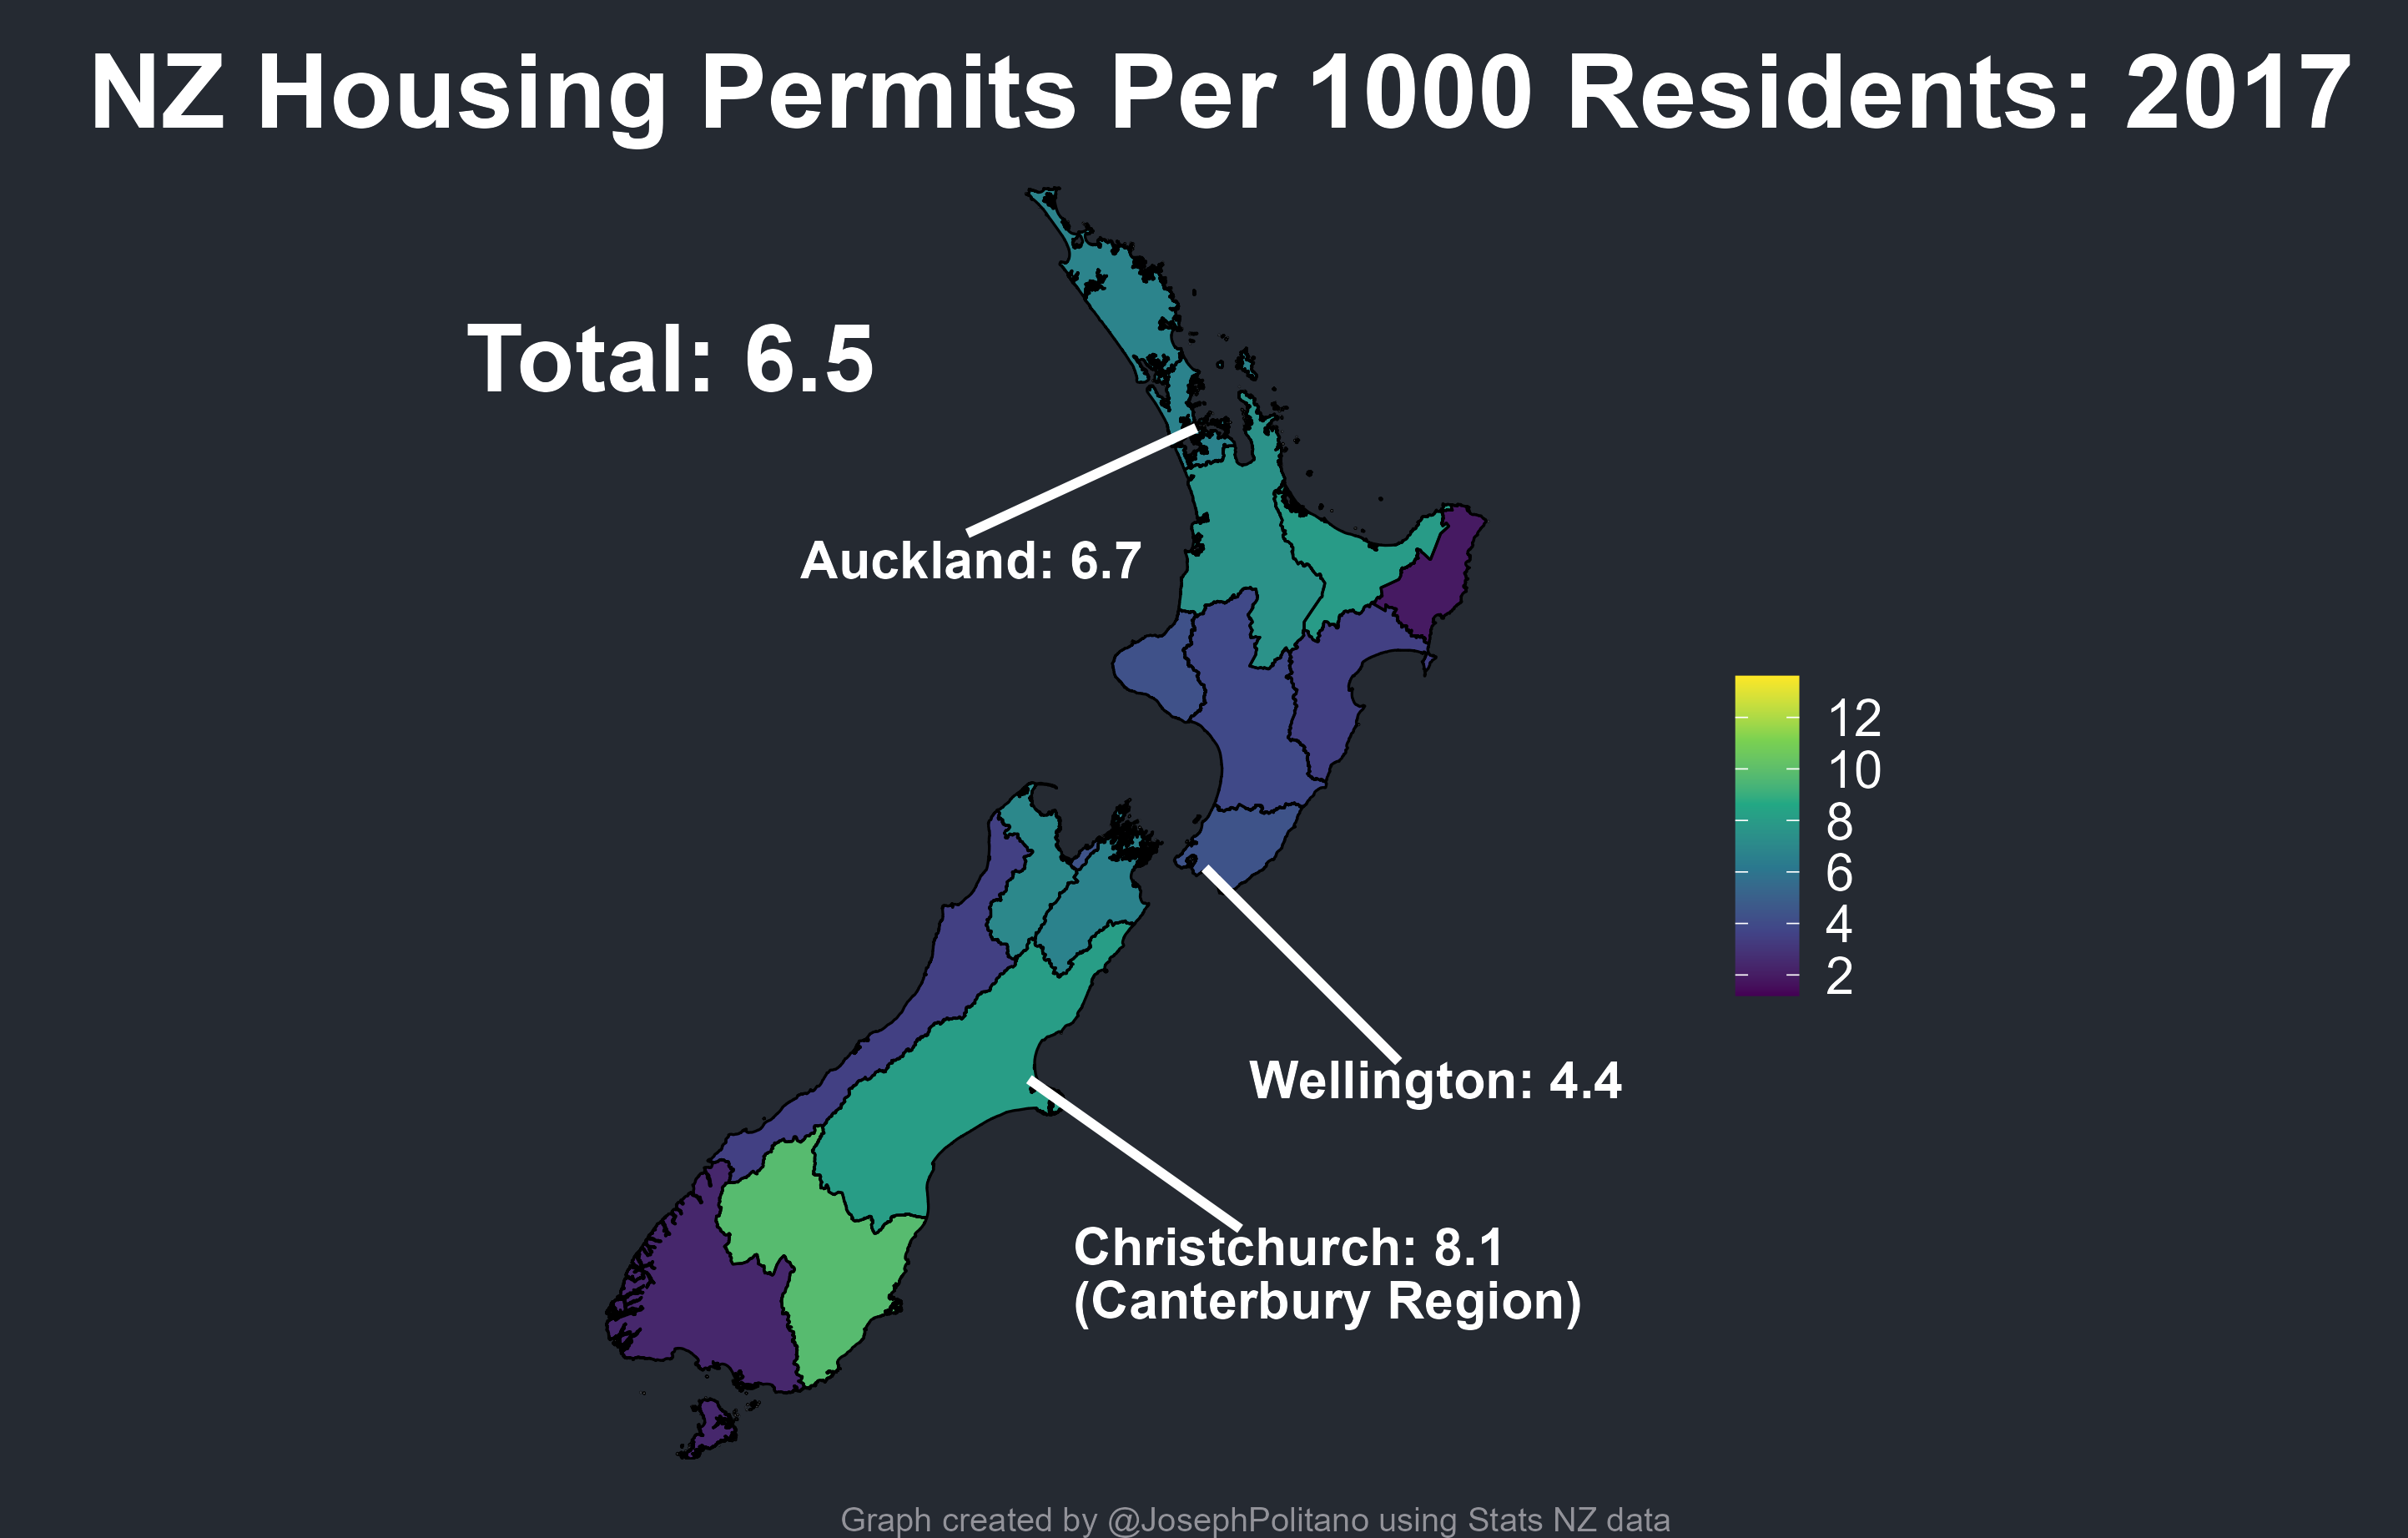 NZ Housing Permits Per 1000 Residents: 2017
Total: 6.5
Auckland: 6.7
12
10
8
6
4
2
Wellington: 4.4
Christchurch: 8.1
(Canterbury Region)
Graph created by @JosephPolitano using Stats NZ data